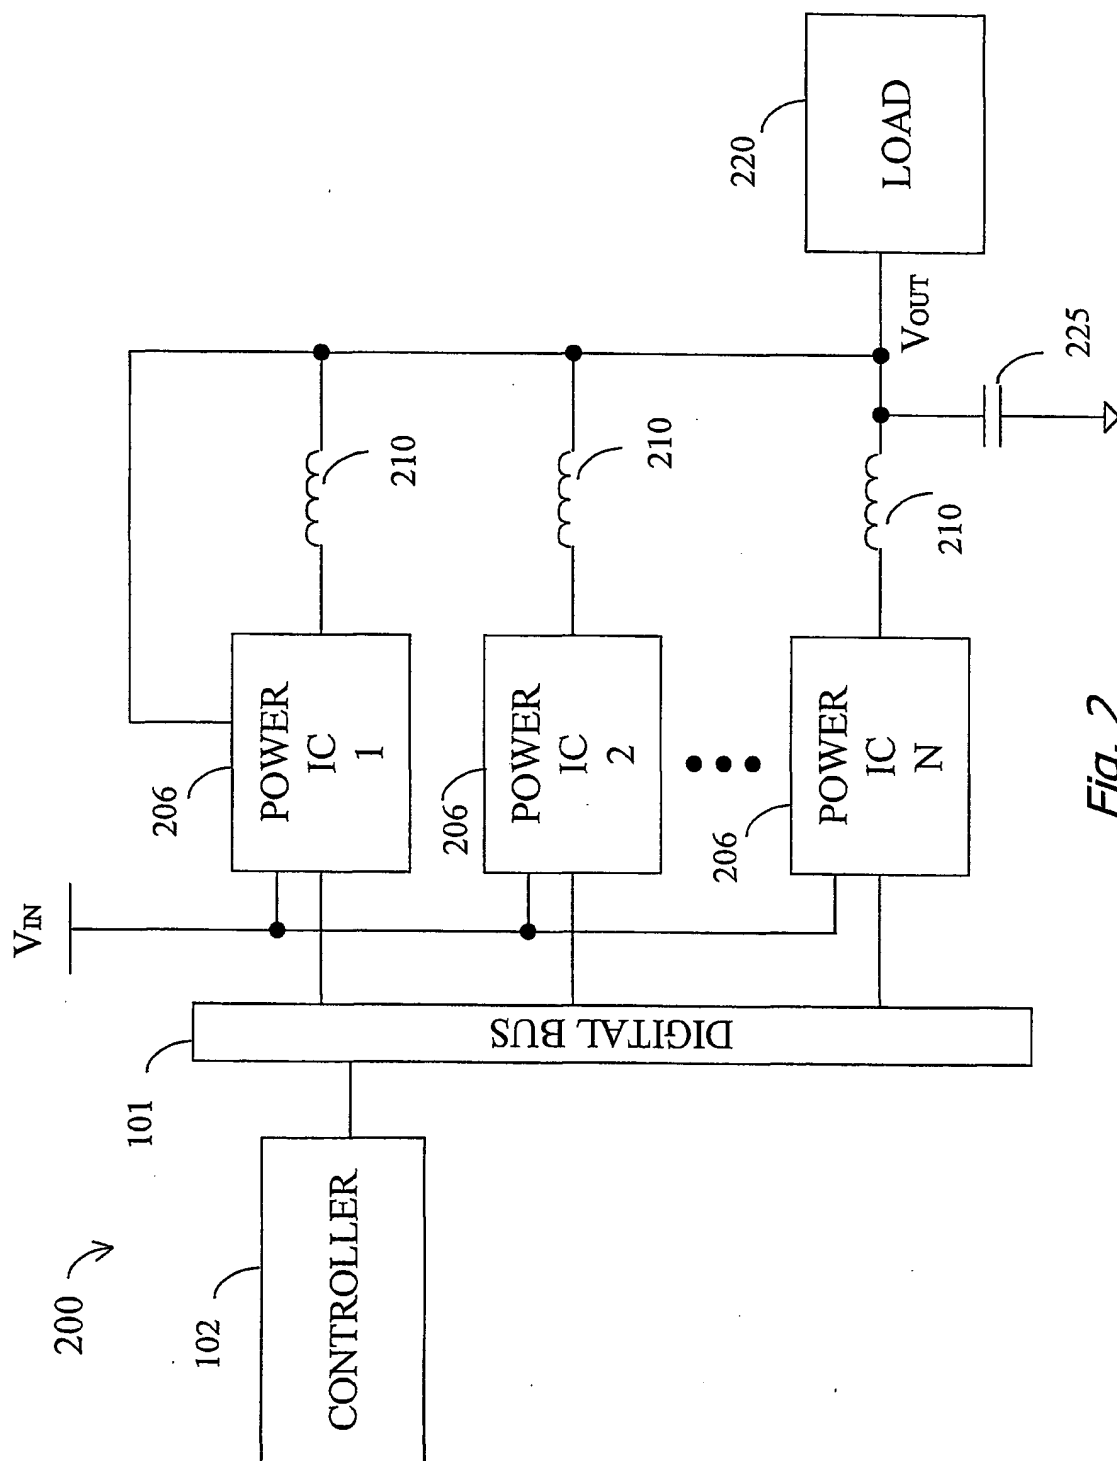 200
CONTROLLER
102
101
DIGITAL BUS
VIN
POWER
IC
1
206
POWER
IC
2
206
POWER
IC
N
206
210
210
210
VOUT
225
LOAD
220
Fig. 2